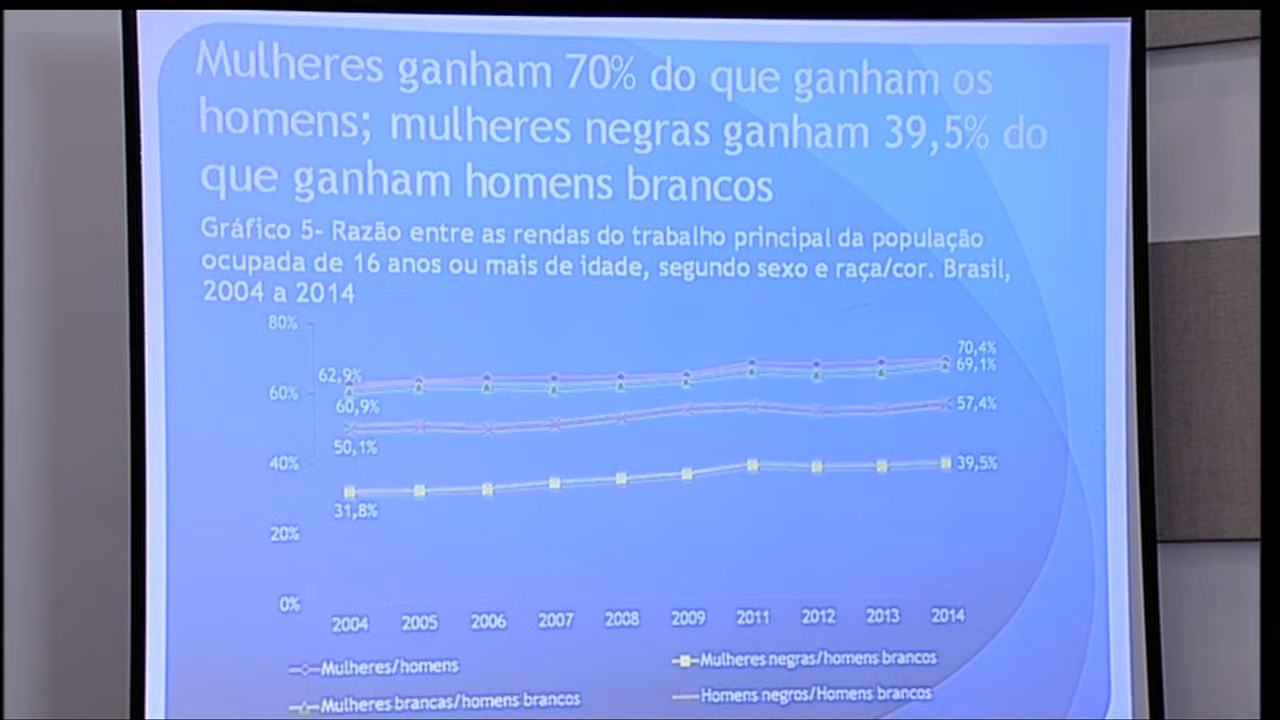 Mulheres ganham 70% do que ganham os
homens; mulheres negras ganham 39,5% do
que ganham homens brancos
Gráfico 5- Razão entre as rendas do trabalho principal da população
ocupada de 16 anos ou mais de idade, segundo sexo e raça/cor. Brasil,
2004 a 2014
80%
70,4%
62,9%
69,1%
60%
60,9%
57,4%
50,1%
40%
39,5%
31,8%
20%
0%
2004 2005 2006 2007 2008 2009 2011 2012 2013 2014
Mulheres/homens
Mulheres negras/homens brancos
Mulheres brancas/homens brancos
Homens negros/Homens brancos